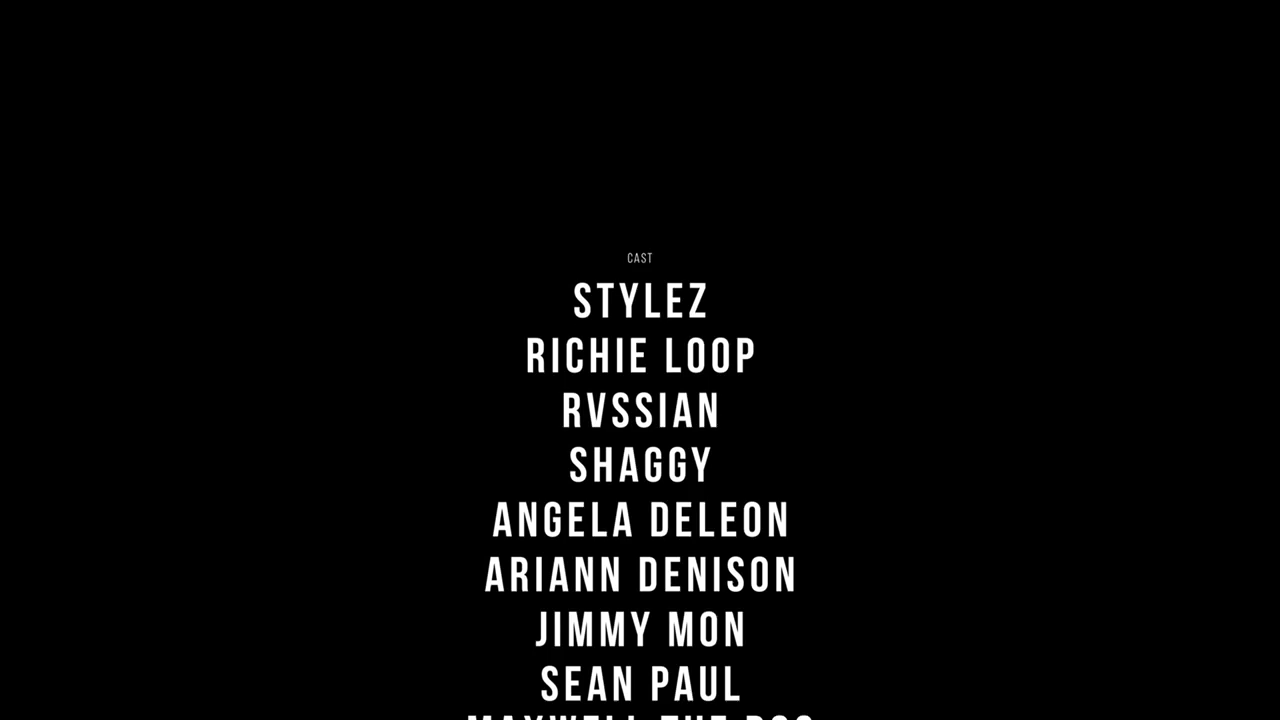 CAST
STYLEZ
RICHIE LOOP
RVSSIAN
SHAGGY
ANGELA DELEON
ARIANN DENISON
JIMMY MON
SEAN PAUL